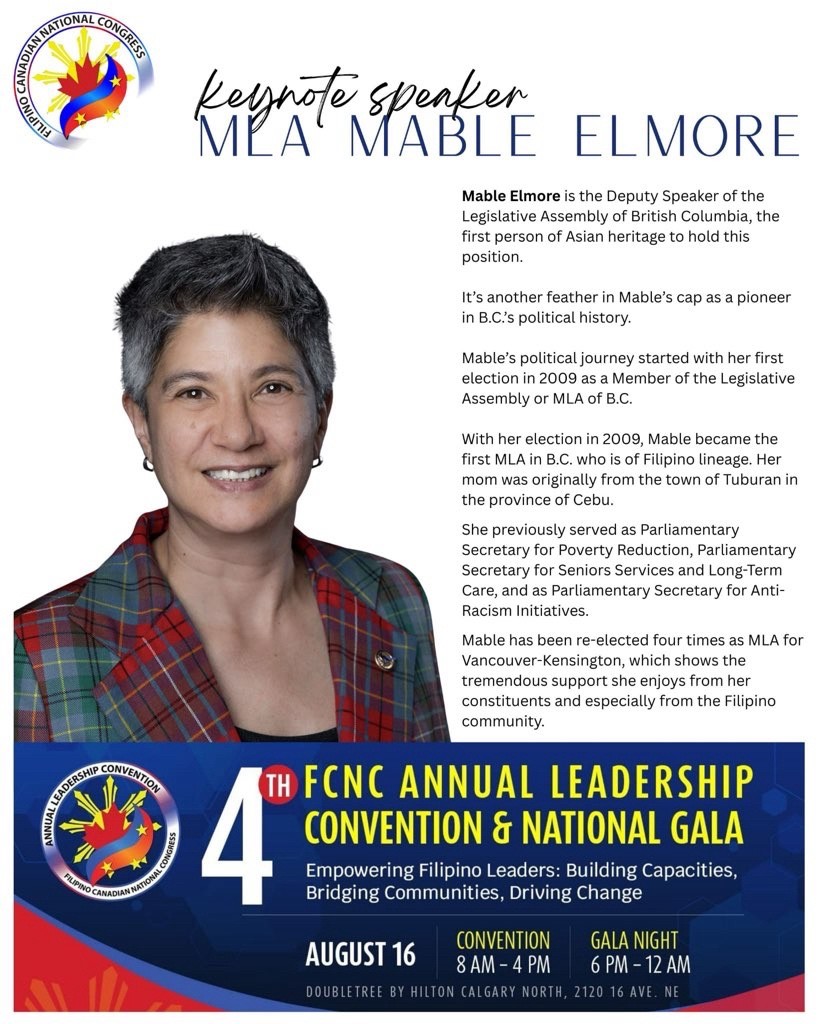 FILIPINO CANADIAN NATIONAL CONGRESS
keynote speaker
MLA MABLE ELMORE
Mable Elmore is the Deputy Speaker of the
Legislative Assembly of British Columbia, the
first person of Asian heritage to hold this
position.
It’s another feather in Mable’s cap as a pioneer
in B.C.’s political history.
Mable’s political journey started with her first
election in 2009 as a Member of the Legislative
Assembly or MLA of B.C.
With her election in 2009, Mable became the
first MLA in B.C. who is of Filipino lineage. Her
mom was originally from the town of Tuburan in
the province of Cebu.
She previously served as Parliamentary
Secretary for Poverty Reduction, Parliamentary
Secretary for Seniors Services and Long-Term
Care, and as Parliamentary Secretary for Anti-
Racism Initiatives.
Mable has been re-elected four times as MLA for
Vancouver-Kensington, which shows the
tremendous support she enjoys from her
constituents and especially from the Filipino
community.
ANNUAL LEADERSHIP CONVENTION
FILIPINO CANADIAN NATIONAL CONGRESS
4TH FCNC ANNUAL LEADERSHIP
CONVENTION & NATIONAL GALA
Empowering Filipino Leaders: Building Capacities,
Bridging Communities, Driving Change
AUGUST 16
CONVENTION
8 AM – 4 PM
GALA NIGHT
6 PM – 12 AM
DOUBLETREE BY HILTON CALGARY NORTH, 2120 16 AVE. NE